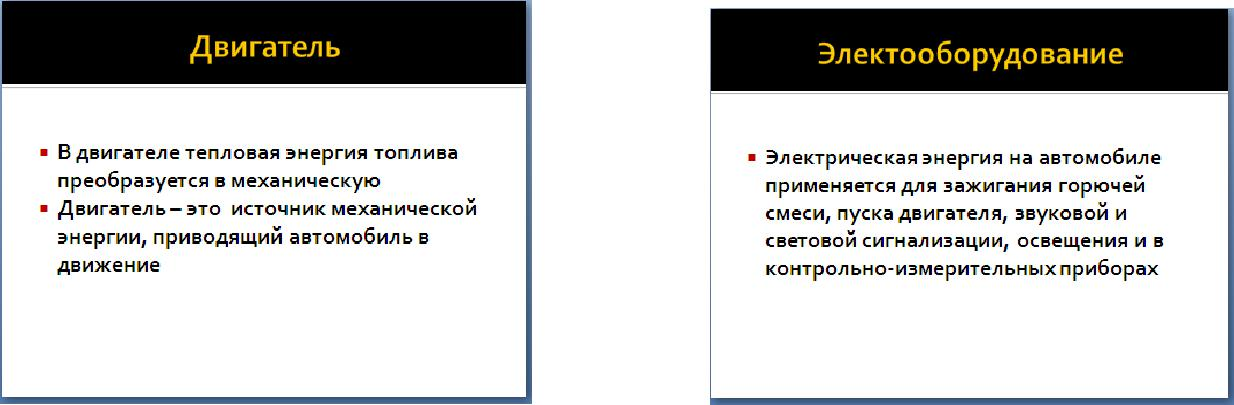 Двигатель
В двигателе тепловая энергия топлива
преобразуется в механическую
Двигатель – это источник механической
энергии, приводящий автомобиль в
движение
Электооборудование
Электрическая энергия на автомобиле
применяется для зажигания горючей
смеси, пуска двигателя, звуковой и
световой сигнализации, освещения и в
контрольно-измерительных приборах